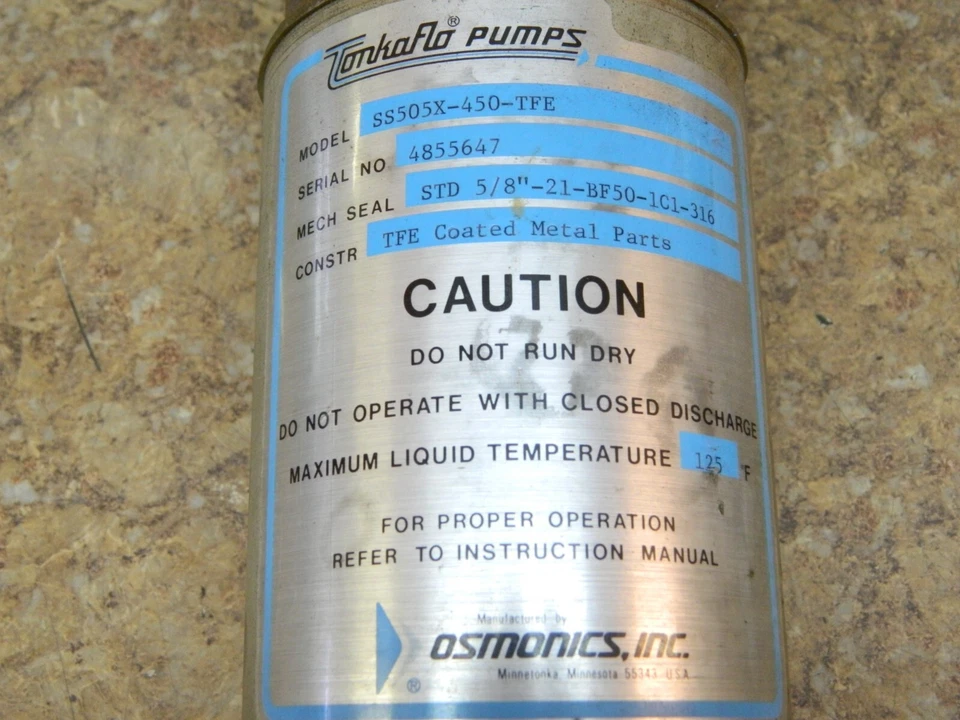 TonkaFlo® PUMPS
MODEL SS505X-450-TFE
SERIAL NO 4855647
MECH SEAL STD 5/8"-21-BF50-1C1-316
CONSTR TFE Coated Metal Parts
CAUTION
DO NOT RUN DRY
DO NOT OPERATE WITH CLOSED DISCHARGE
MAXIMUM LIQUID TEMPERATURE 125 °F
FOR PROPER OPERATION
REFER TO INSTRUCTION MANUAL
Manufactured by
OSMONICS, INC.
®
Minnetonka, Minnesota 55343 USA